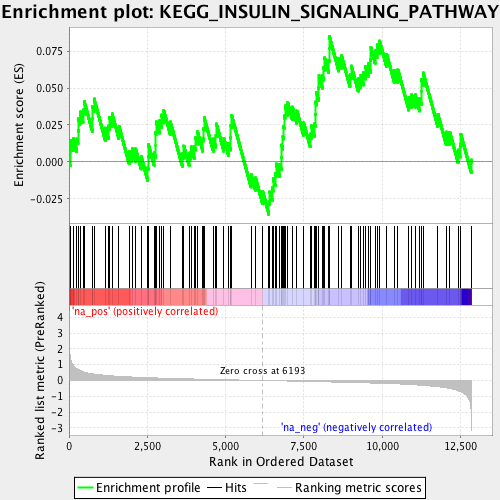 Enrichment plot: KEGG_INSULIN_SIGNALING_PATHWAY
Enrichment score (ES)
0.075
0.050
0.025
0.000
-0.025
'na_pos' (positively correlated)
Ranked list metric (PreRanked)
4
3
2
1
0
-1
-2
-3
Zero cross at 6193
'na_neg' (negatively correlated)
0
2,500
5,000
7,500
10,000
12,500
Rank in Ordered Dataset
Enrichment profile
Hits
Ranking metric scores